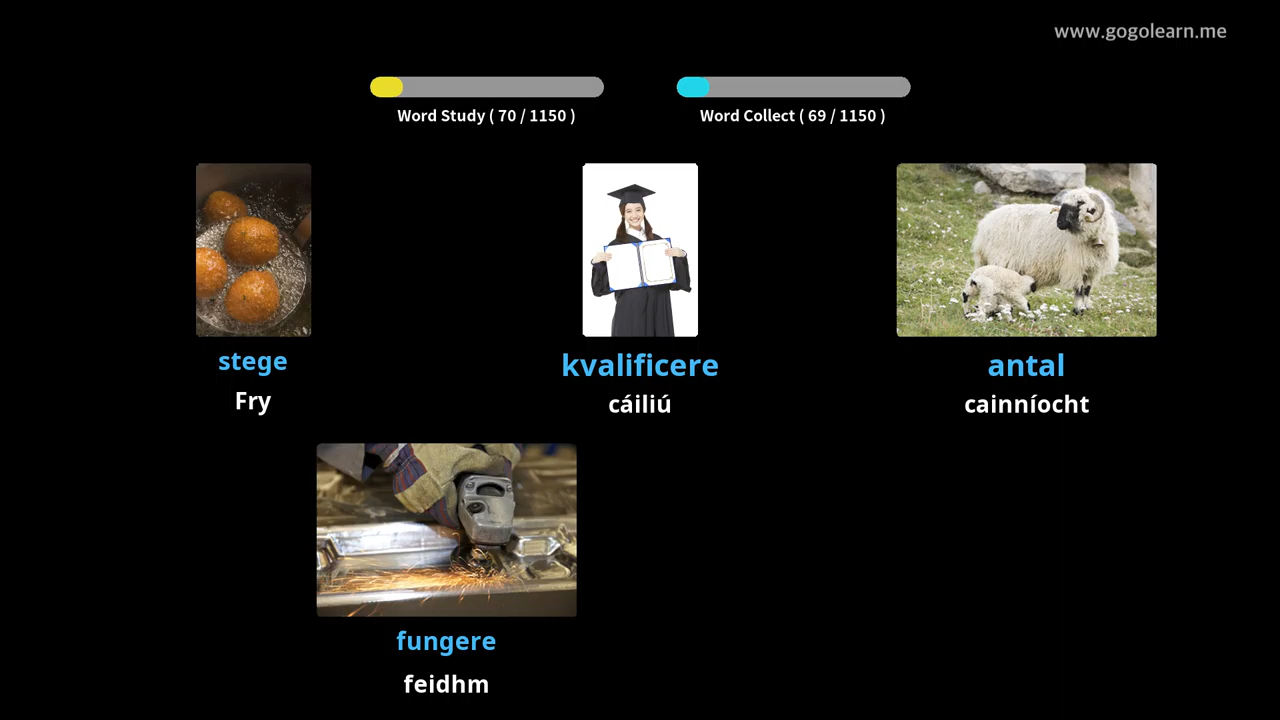 www.gogolearn.me
Word Study ( 70 / 1150 )
Word Collect ( 69 / 1150 )
stege
Fry
kvalificere
cáiliú
antal
cainníocht
fungere
feidhm